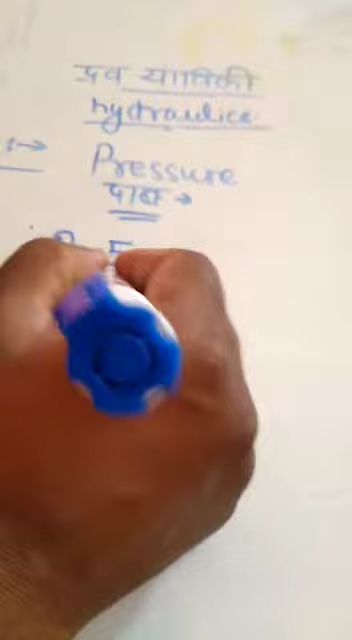 द्रव यांत्रिकी
hydraulics
Pressure
दाब →